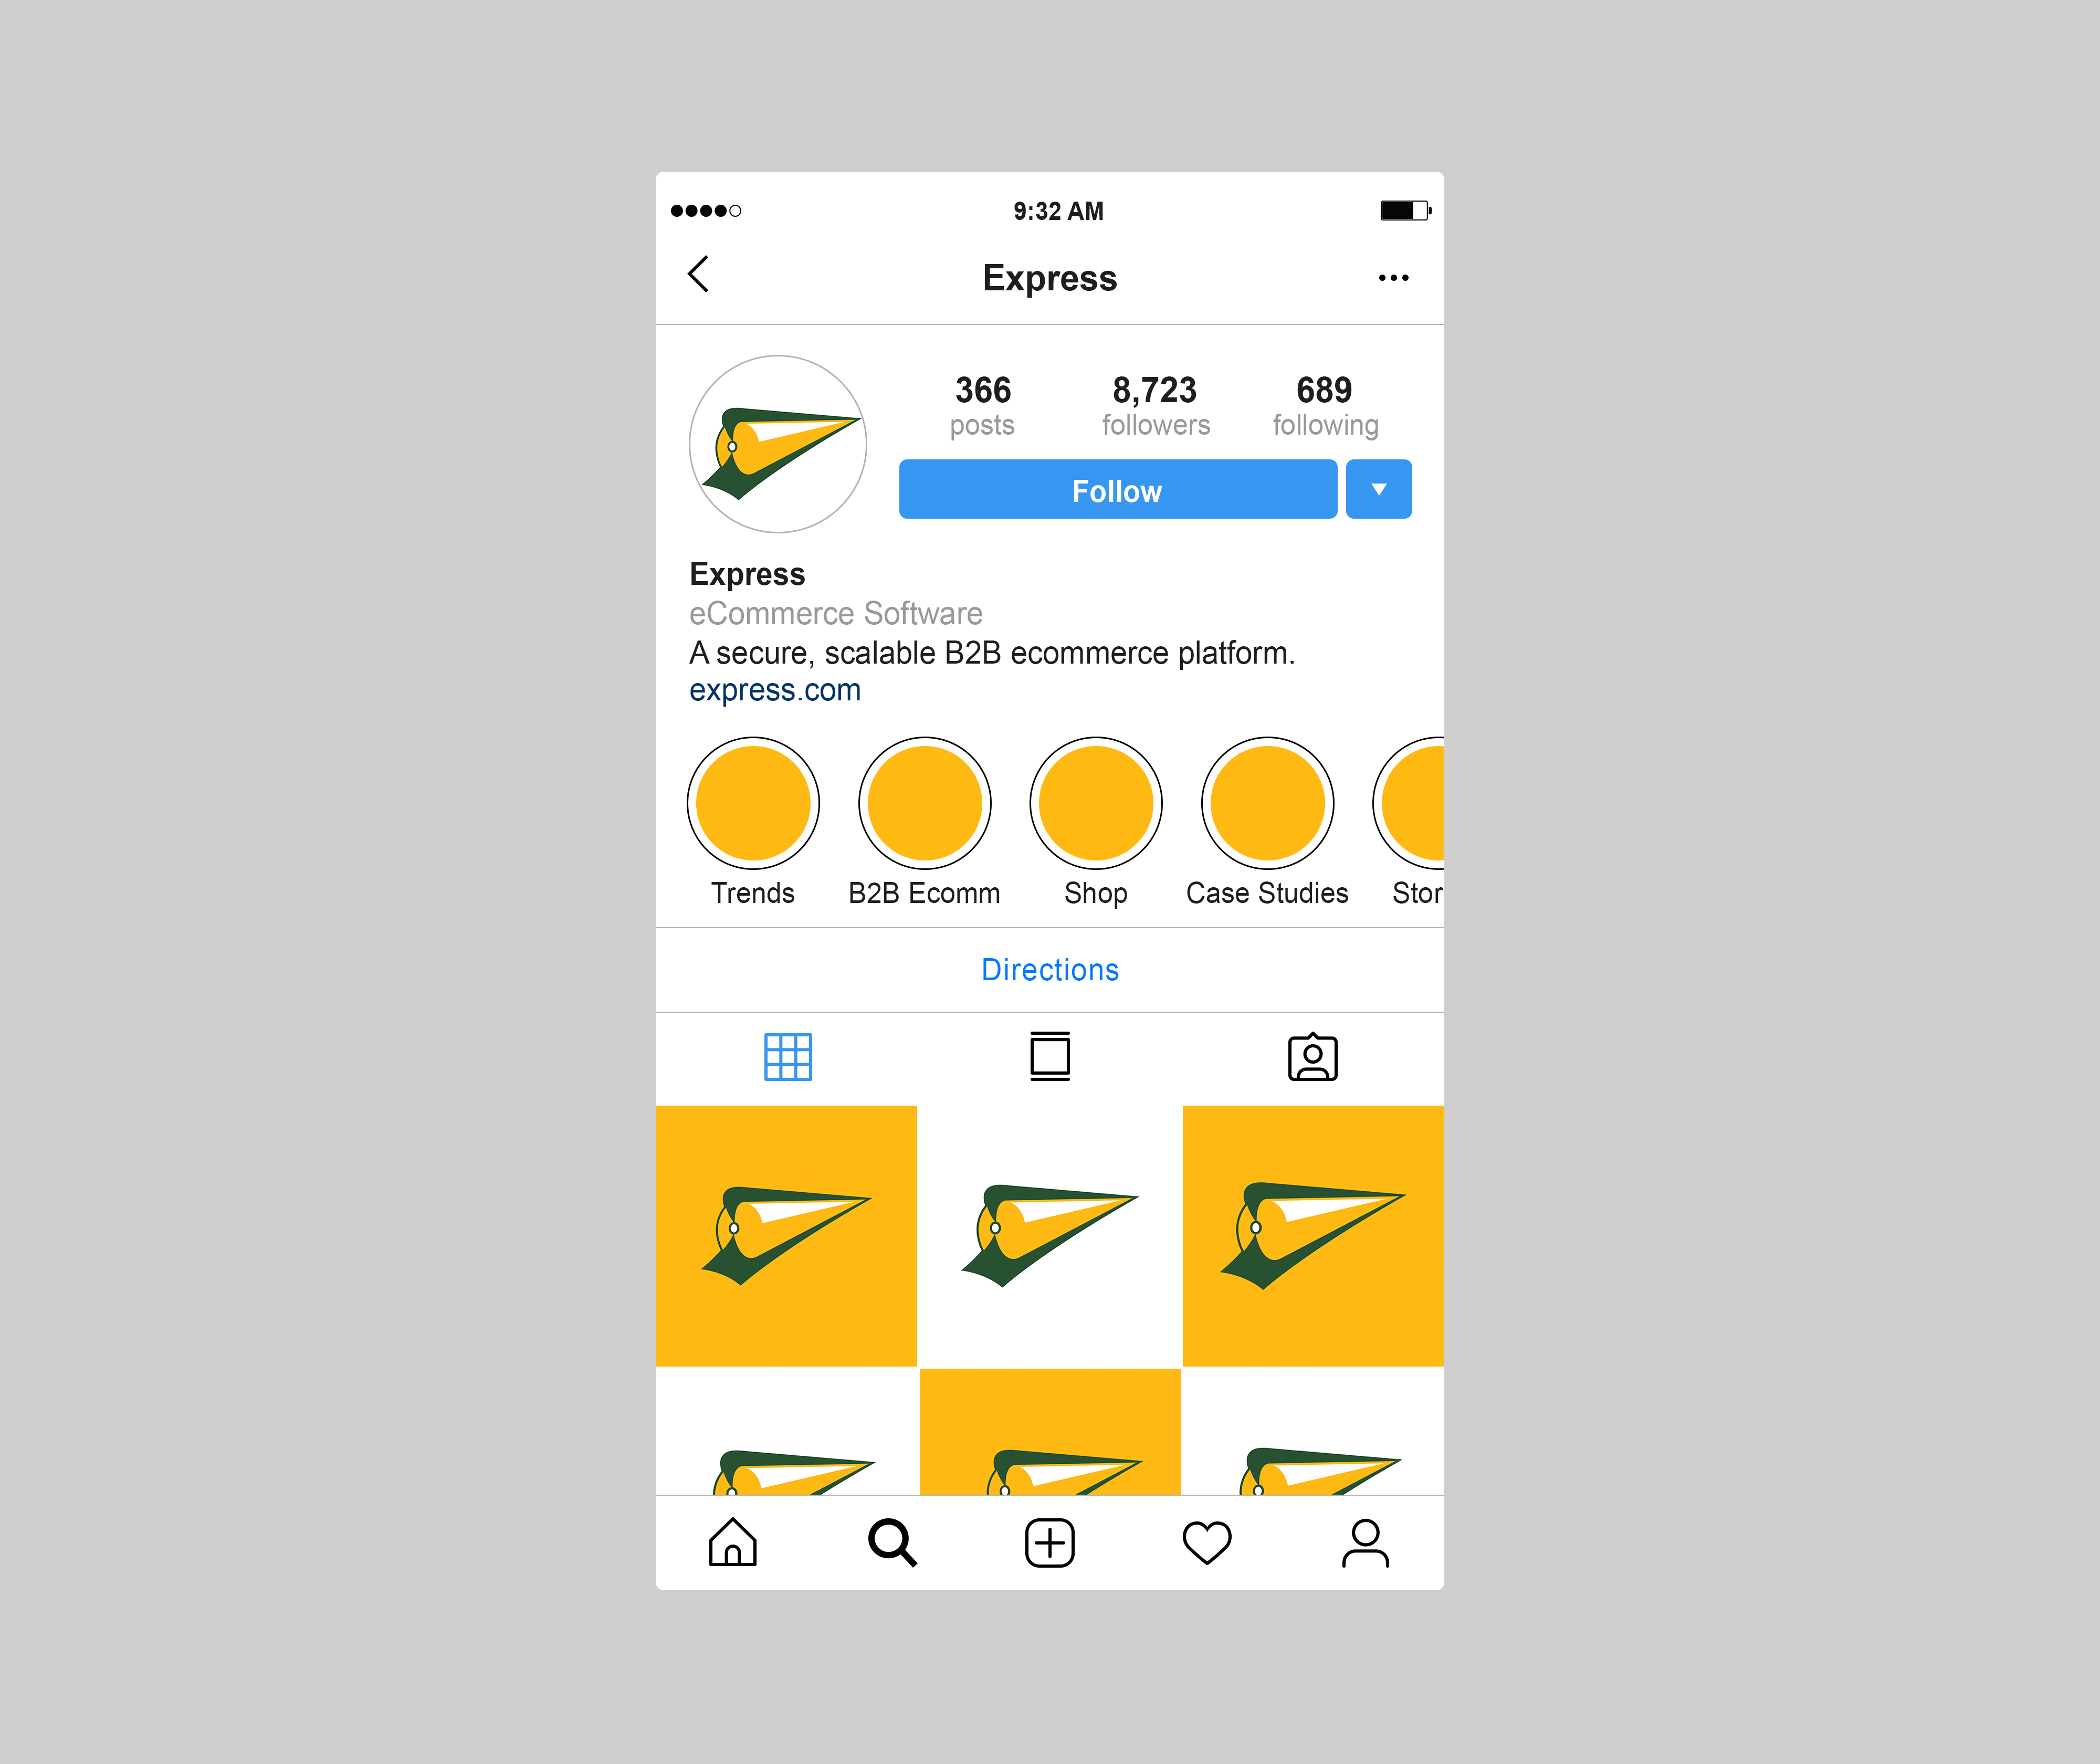 9:32 AM
Express
366 8,723 689
posts followers following
Follow
Express
eCommerce Software
A secure, scalable B2B ecommerce platform.
express.com
Trends B2B Ecomm Shop Case Studies Stor
Directions